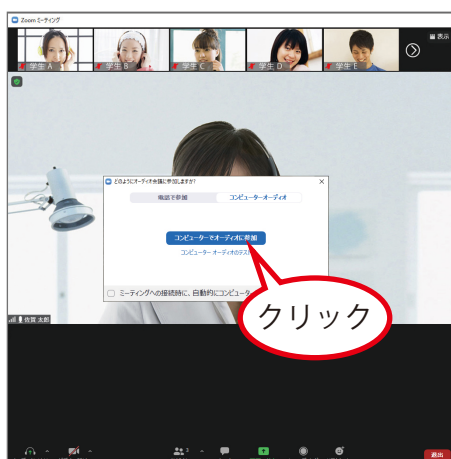 Zoom ミーティング
表示
学生 A
学生 B
学生 C
学生 D
学生 E
どのようにオーディオ会議に参加しますか?
電話で参加
コンピューターオーディオ
コンピューターでオーディオに参加
コンピューター オーディオのテスト
ミーティングへの接続時に、自動的にコンピュータ
クリック
佐賀 太郎
3
退出